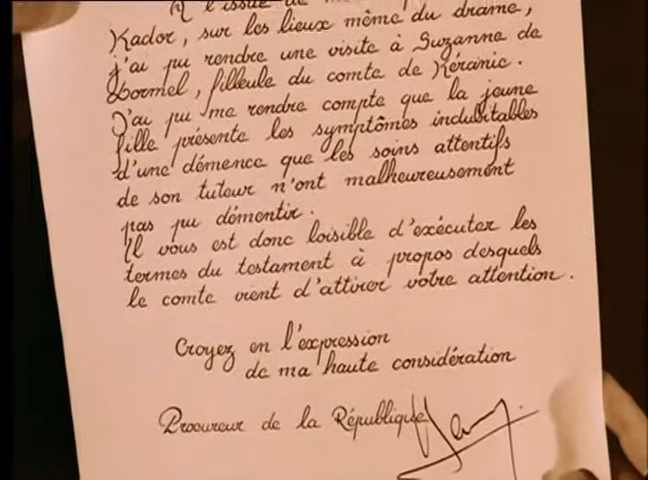 à l'issue de
Kador, sur les lieux même du drame,
j'ai pu rendre une visite à Suzanne de
Lormel, filleule du comte de Kéranic.
J'ai pu me rendre compte que la jeune
fille présente les symptômes indubitables
d'une démence que les soins attentifs
de son tuteur n'ont malheureusement
pas pu démentir.
Il vous est donc loisible d'exécuter les
termes du testament à propos desquels
le comte vient d'attirer votre attention.
Croyez en l'expression
de ma haute considération
Procureur de la République